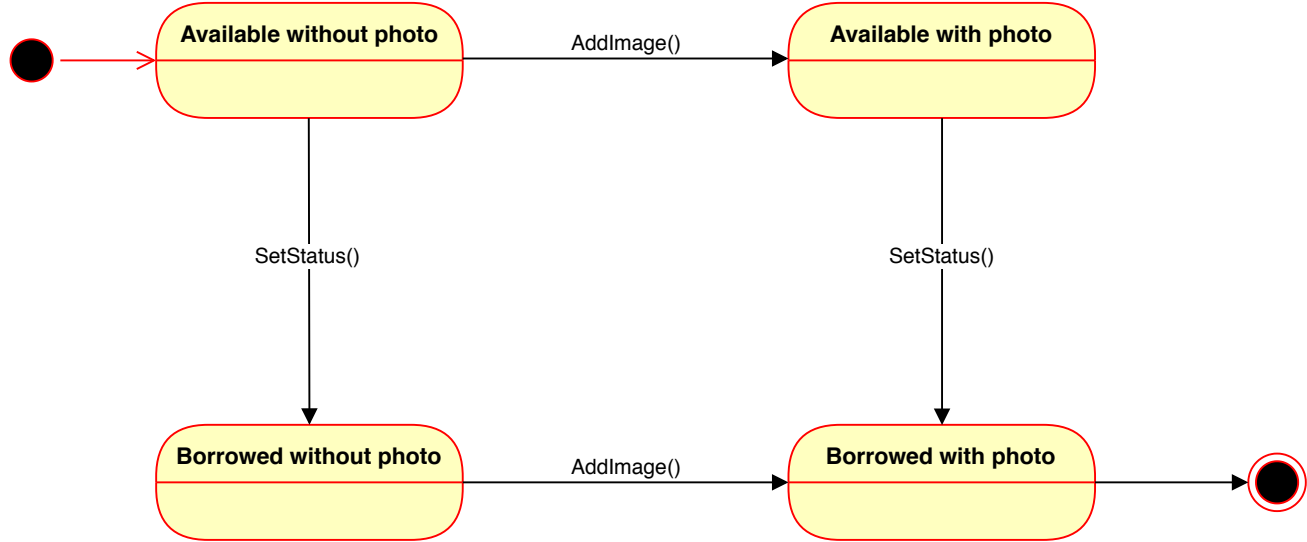 Available without photo
AddImage()
Available with photo
SetStatus()
SetStatus()
Borrowed without photo
AddImage()
Borrowed with photo